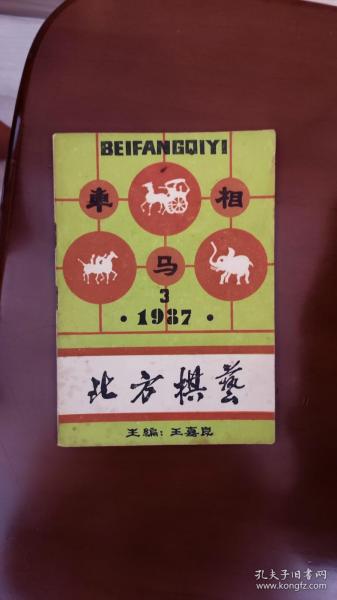 BEIFANGQIYI
車 相
马
3
·1987·
北方棋藝
主编：王嘉良
孔夫子旧书网
www.kongfz.com